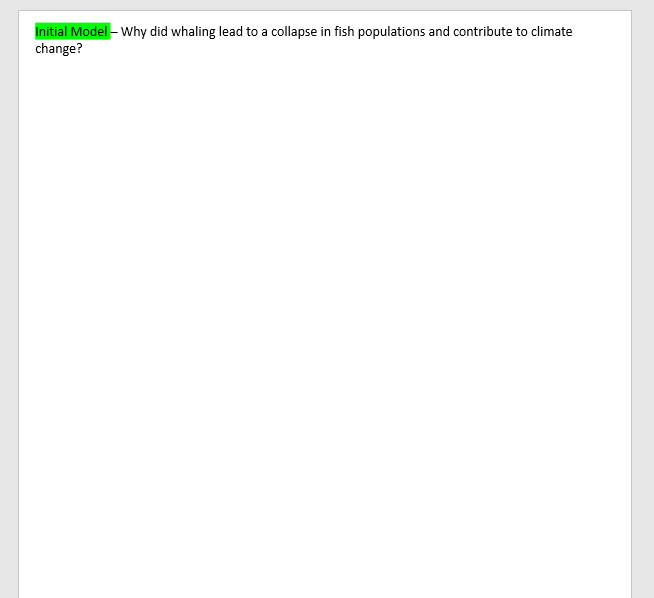 Initial Model – Why did whaling lead to a collapse in fish populations and contribute to climate
change?